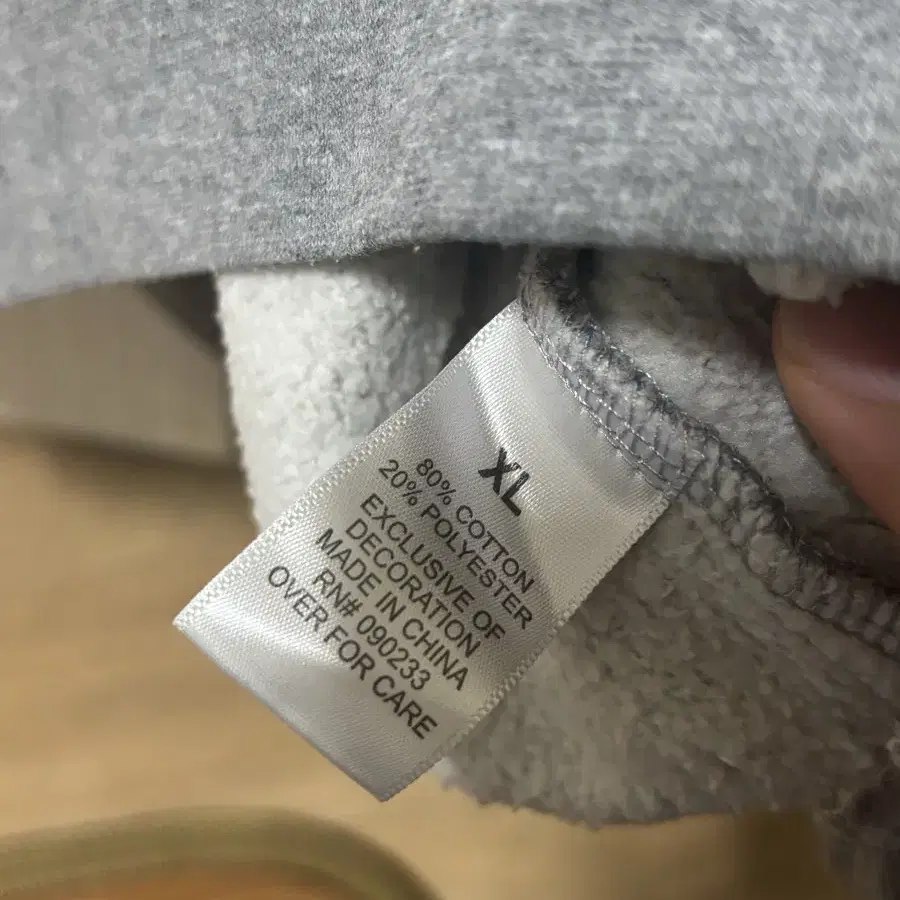 XL
80% COTTON
20% POLYESTER
EXCLUSIVE OF
DECORATION
MADE IN CHINA
RN# 090233
OVER FOR CARE